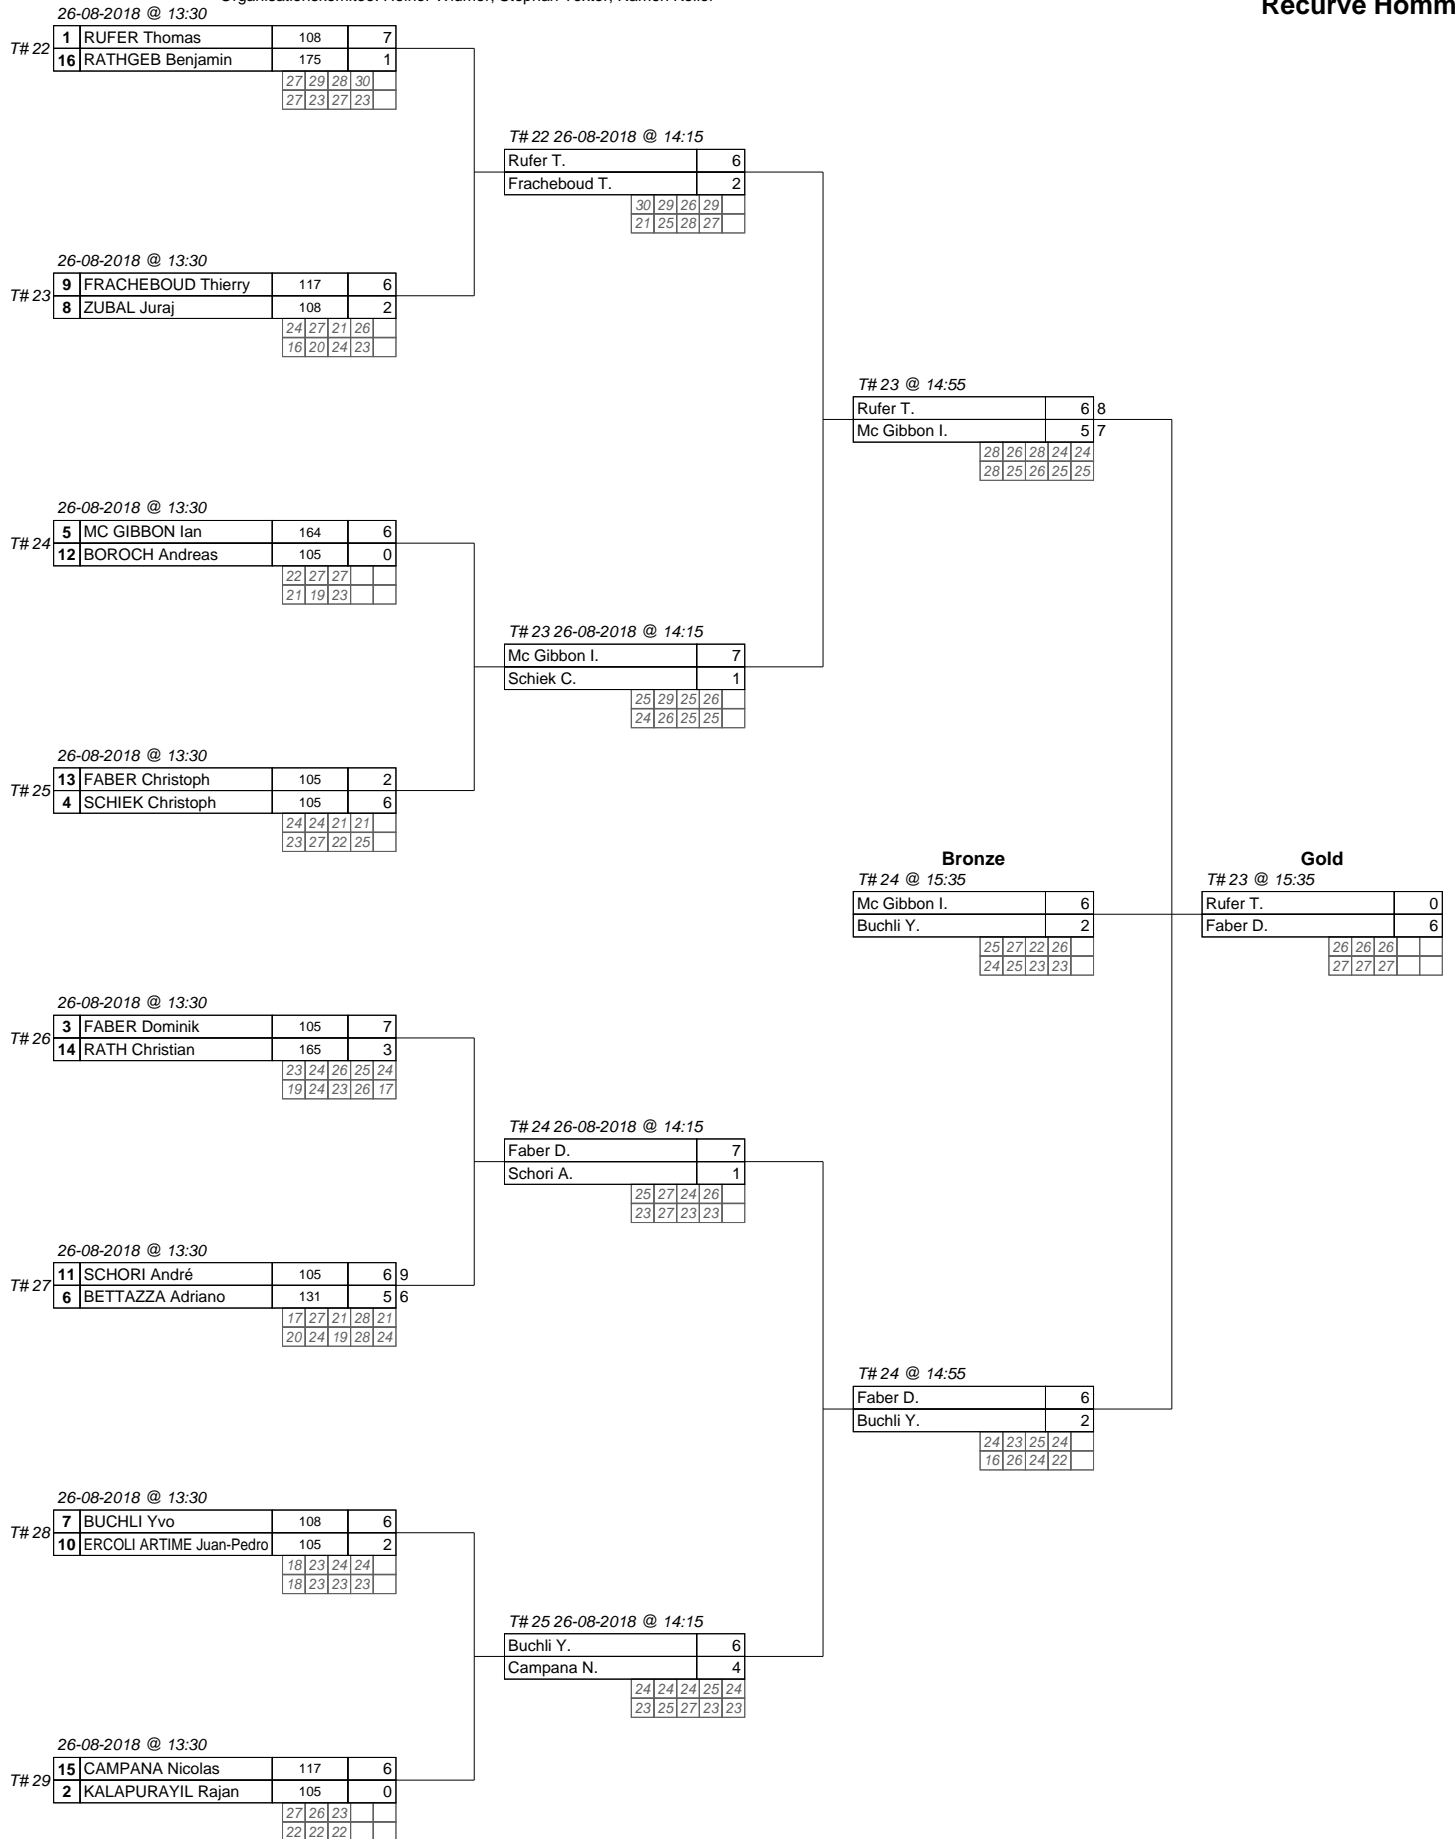 Recurve Homm
26-08-2018 @ 13:30
T# 22
1 RUFER Thomas 108 7
16 RATHGEB Benjamin 175 1
27 29 28 30
27 23 27 23
T# 22 26-08-2018 @ 14:15
Rufer T. 6
Fracheboud T. 2
30 29 26 29
21 25 28 27
26-08-2018 @ 13:30
T# 23
9 FRACHEBOUD Thierry 117 6
8 ZUBAL Juraj 108 2
24 27 21 26
16 20 24 23
T# 23 @ 14:55
Rufer T. 6 8
Mc Gibbon I. 5 7
28 26 28 24 24
28 25 26 25 25
26-08-2018 @ 13:30
T# 24
5 MC GIBBON Ian 164 6
12 BOROCH Andreas 105 0
22 27 27
21 19 23
T# 23 26-08-2018 @ 14:15
Mc Gibbon I. 7
Schiek C. 1
25 29 25 26
24 26 25 25
26-08-2018 @ 13:30
T# 25
13 FABER Christoph 105 2
4 SCHIEK Christoph 105 6
24 24 21 21
23 27 22 25
Bronze
T# 24 @ 15:35
Mc Gibbon I. 6
Buchli Y. 2
25 27 22 26
24 25 23 23
Gold
T# 23 @ 15:35
Rufer T. 0
Faber D. 6
26 26 26
27 27 27
26-08-2018 @ 13:30
T# 26
3 FABER Dominik 105 7
14 RATH Christian 165 3
23 24 26 25 24
19 24 23 26 17
T# 24 26-08-2018 @ 14:15
Faber D. 7
Schori A. 1
25 27 24 26
23 27 23 23
26-08-2018 @ 13:30
T# 27
11 SCHORI André 105 6 9
6 BETTAZZA Adriano 131 5 6
17 27 21 28 21
20 24 19 28 24
T# 24 @ 14:55
Faber D. 6
Buchli Y. 2
24 23 25 24
16 26 24 22
26-08-2018 @ 13:30
T# 28
7 BUCHLI Yvo 108 6
10 ERCOLI ARTIME Juan-Pedro 105 2
18 23 24 24
18 23 23 23
T# 25 26-08-2018 @ 14:15
Buchli Y. 6
Campana N. 4
24 24 24 25 24
23 25 27 23 23
26-08-2018 @ 13:30
T# 29
15 CAMPANA Nicolas 117 6
2 KALAPURAYIL Rajan 105 0
27 26 23
22 22 22